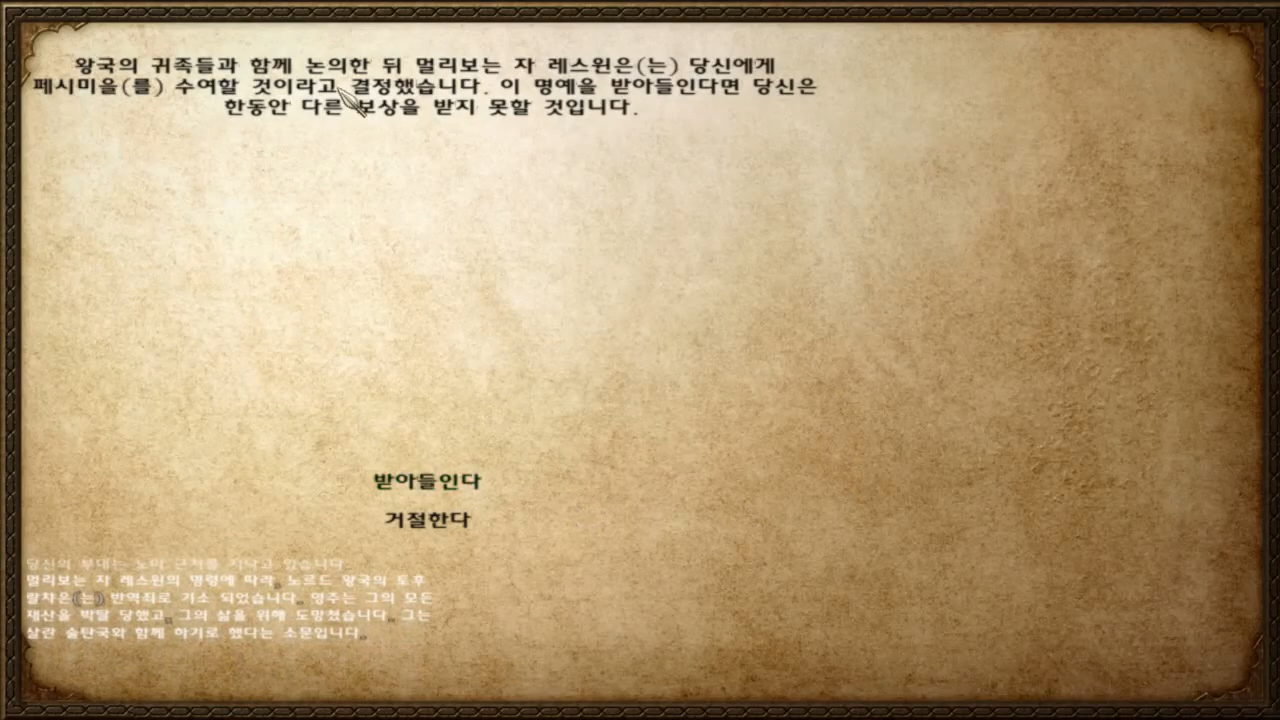 왕국의 귀족들과 함께 논의한 뒤 멀리보는 자 레스윈은(는) 당신에게
페시미을(를) 수여할 것이라고 결정했습니다. 이 명예을 받아들인다면 당신은
한동안 다른 보상을 받지 못할 것입니다.
받아들인다
거절한다
당신의 부대는 노미 근처를 지나고 있습니다.
멀리보는 자 레스윈의 명령에 따라, 노르드 왕국의 토후
랄챠은(는) 반역죄로 기소 되었습니다. 영주는 그의 모든
재산을 박탈 당했고, 그의 삶을 위해 도망쳤습니다. 그는
살란 술탄국와 함께 하기로 했다는 소문입니다.